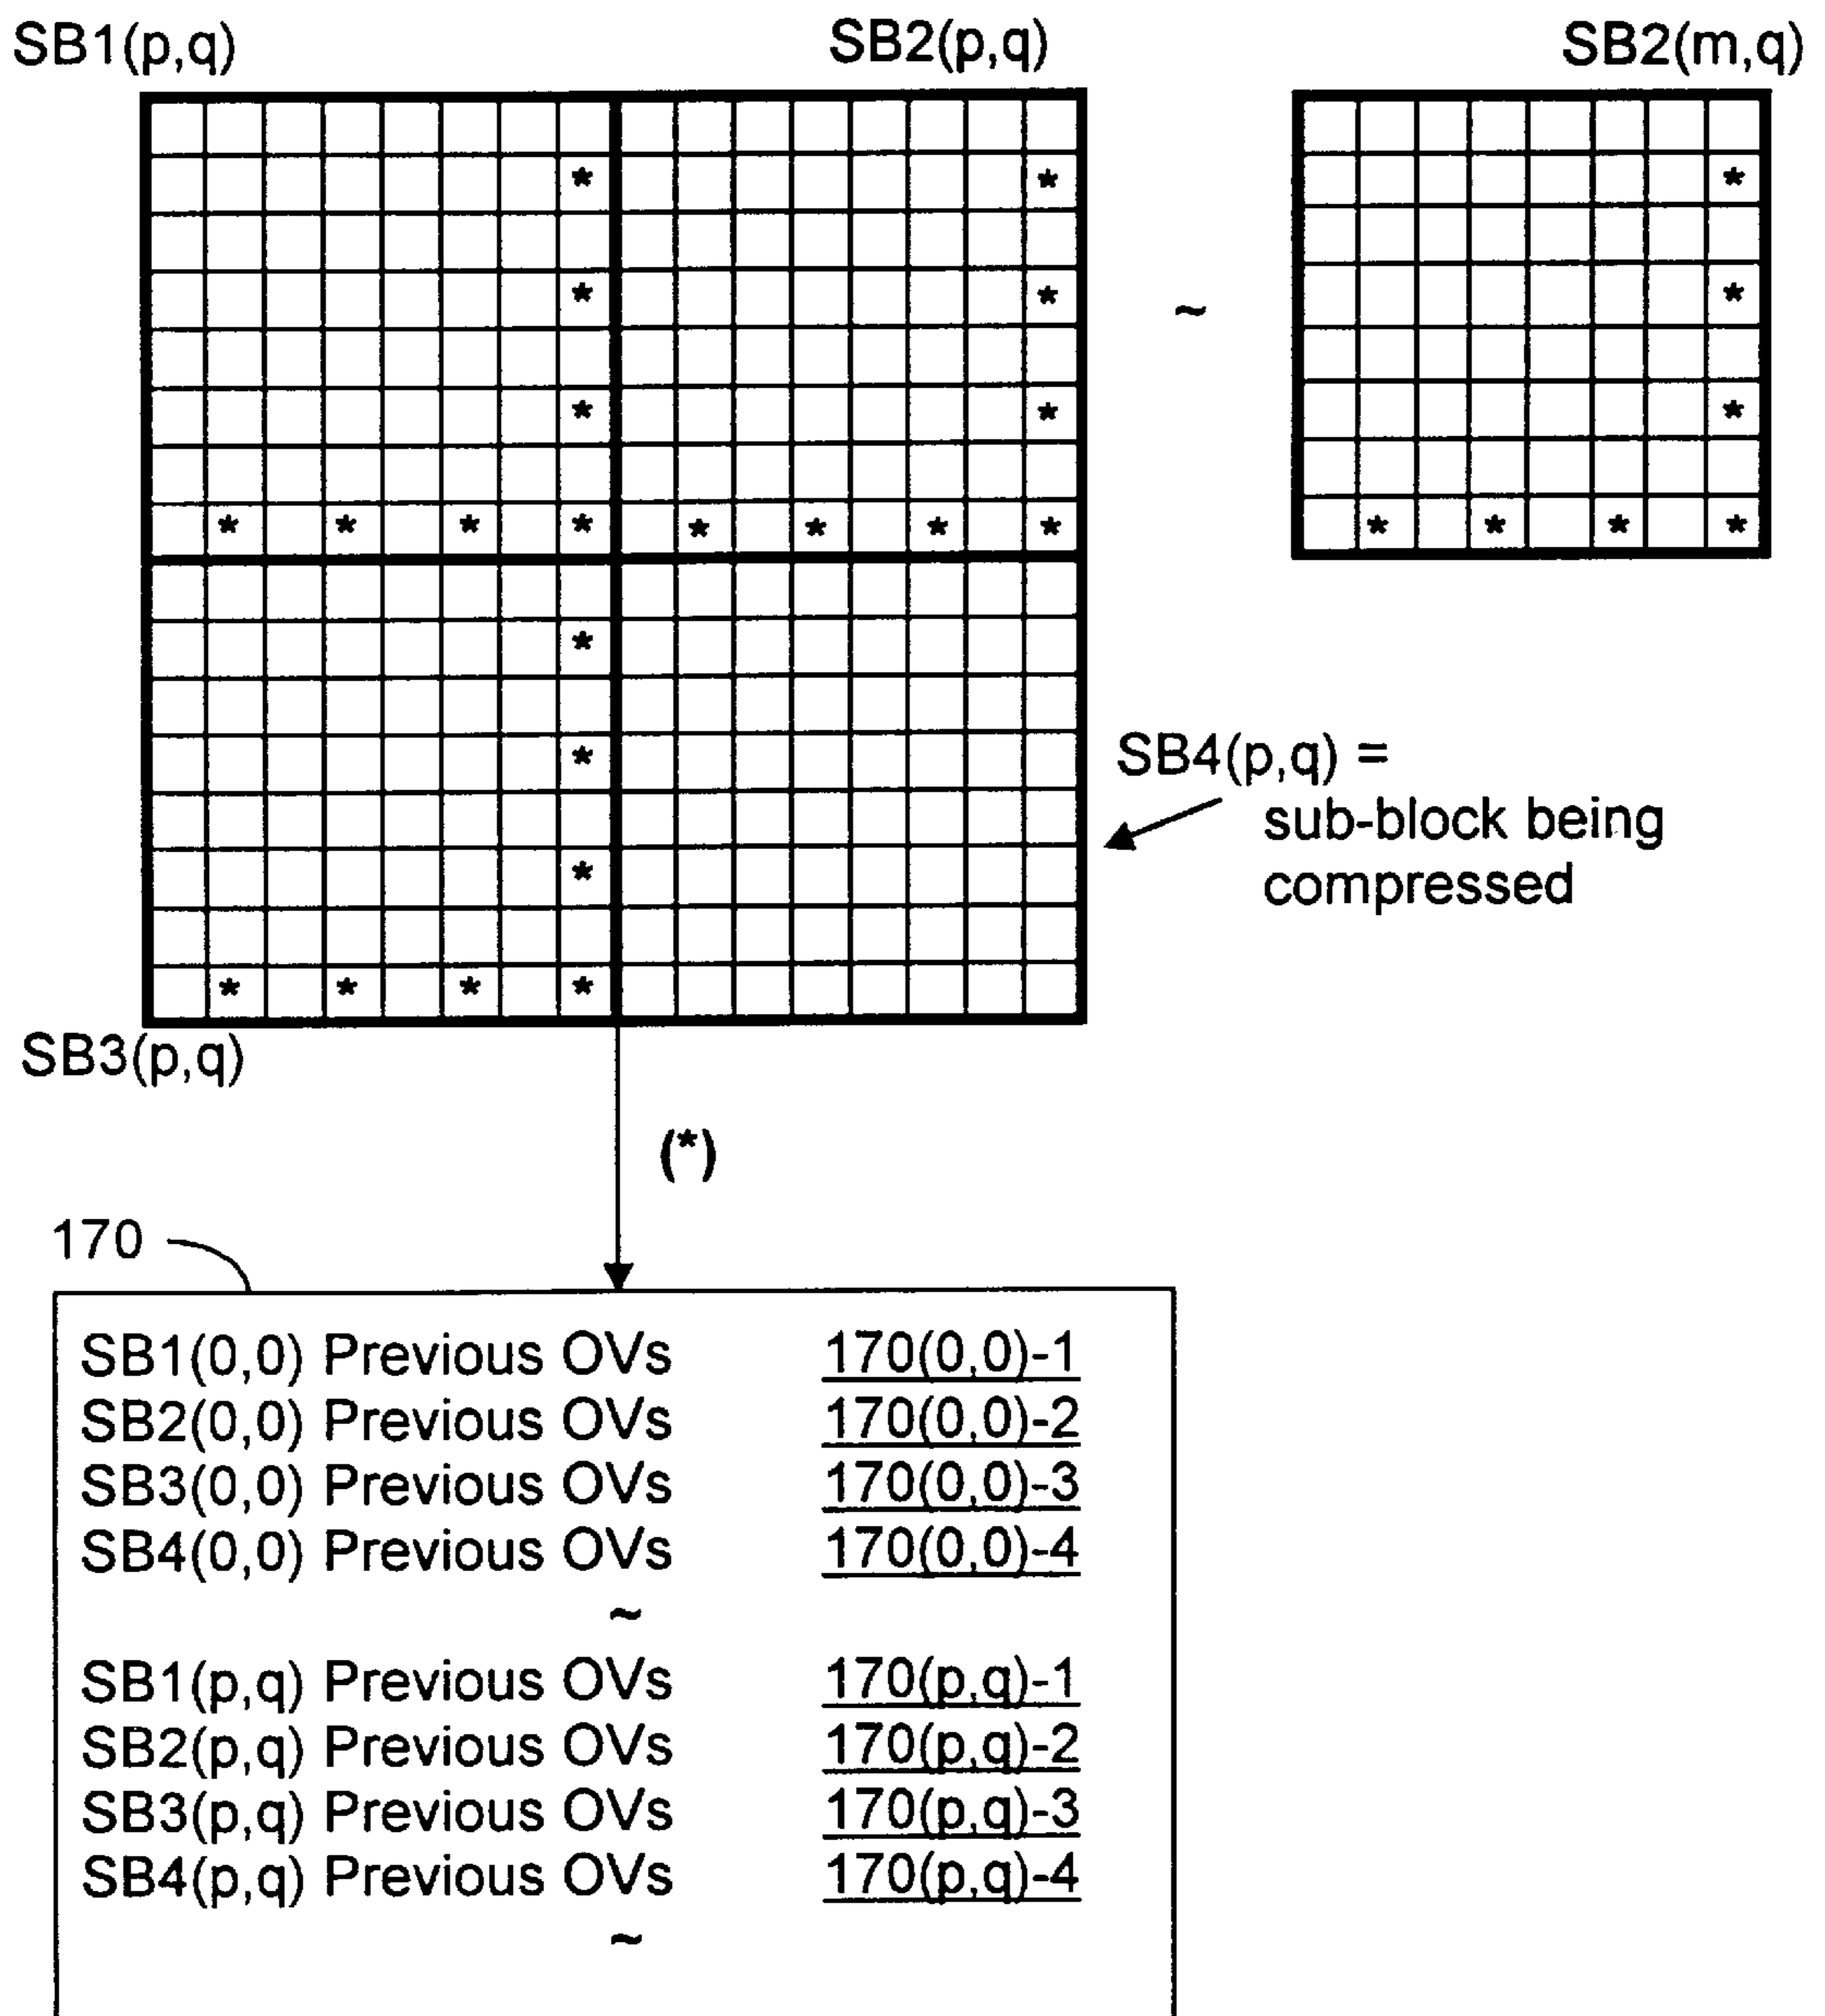 SB1(p,q) SB2(p,q) SB2(m,q)
* * *
~
* * *
* * *
* * * * * * * * * * * *
*
*
SB4(p,q) =
sub-block being
compressed
*
* * * *
SB3(p,q)
(*)
170
SB1(0,0) Previous OVs 170(0,0)-1
SB2(0,0) Previous OVs 170(0,0)-2
SB3(0,0) Previous OVs 170(0,0)-3
SB4(0,0) Previous OVs 170(0,0)-4
~
SB1(p,q) Previous OVs 170(p,q)-1
SB2(p,q) Previous OVs 170(p,q)-2
SB3(p,q) Previous OVs 170(p,q)-3
SB4(p,q) Previous OVs 170(p,q)-4
~